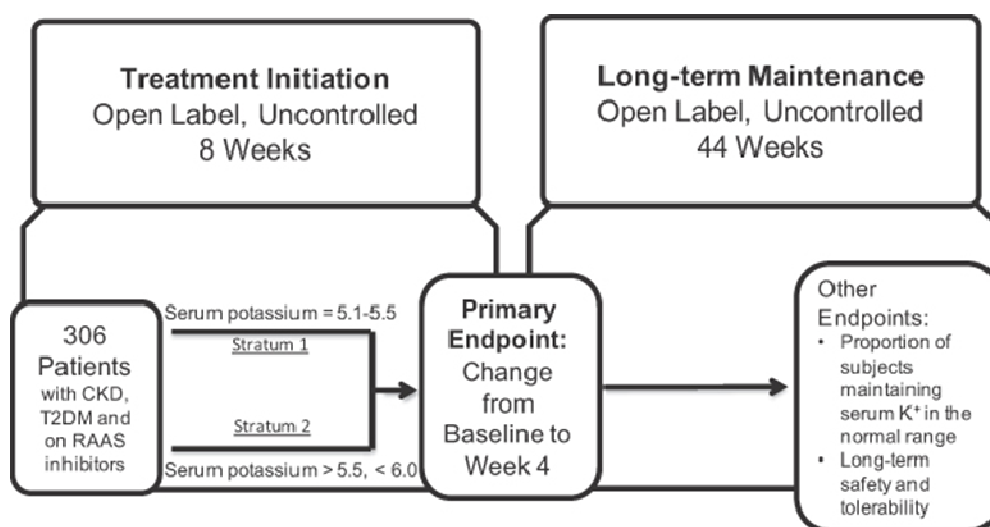 Treatment Initiation
Open Label, Uncontrolled
8 Weeks
Long-term Maintenance
Open Label, Uncontrolled
44 Weeks
306
Patients
with CKD,
T2DM and
on RAAS
inhibitors
Serum potassium = 5.1-5.5
Stratum 1
Stratum 2
Serum potassium > 5.5, < 6.0
Primary
Endpoint:
Change
from
Baseline to
Week 4
Other
Endpoints:
• Proportion of
subjects
maintaining
serum K⁺ in the
normal range
• Long-term
safety and
tolerability